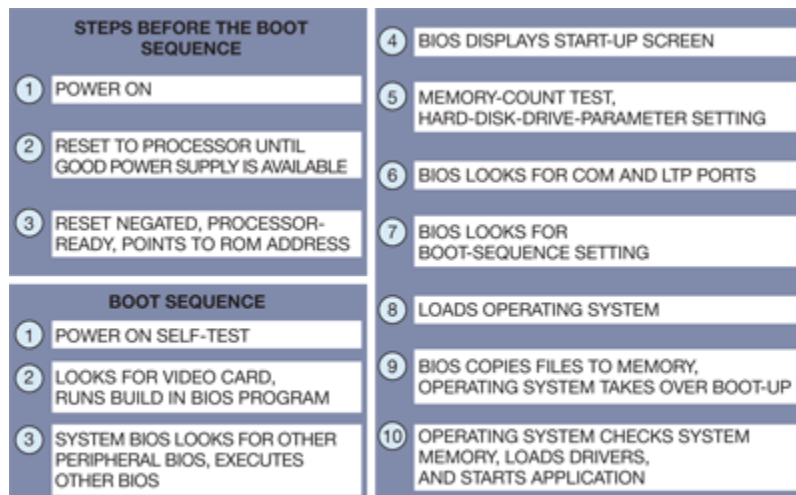 STEPS BEFORE THE BOOT
SEQUENCE
1 POWER ON
2 RESET TO PROCESSOR UNTIL
GOOD POWER SUPPLY IS AVAILABLE
3 RESET NEGATED, PROCESSOR-
READY, POINTS TO ROM ADDRESS
BOOT SEQUENCE
1 POWER ON SELF-TEST
2 LOOKS FOR VIDEO CARD,
RUNS BUILD IN BIOS PROGRAM
3 SYSTEM BIOS LOOKS FOR OTHER
PERIPHERAL BIOS, EXECUTES
OTHER BIOS
4 BIOS DISPLAYS START-UP SCREEN
5 MEMORY-COUNT TEST,
HARD-DISK-DRIVE-PARAMETER SETTING
6 BIOS LOOKS FOR COM AND LTP PORTS
7 BIOS LOOKS FOR
BOOT-SEQUENCE SETTING
8 LOADS OPERATING SYSTEM
9 BIOS COPIES FILES TO MEMORY,
OPERATING SYSTEM TAKES OVER BOOT-UP
10 OPERATING SYSTEM CHECKS SYSTEM
MEMORY, LOADS DRIVERS,
AND STARTS APPLICATION